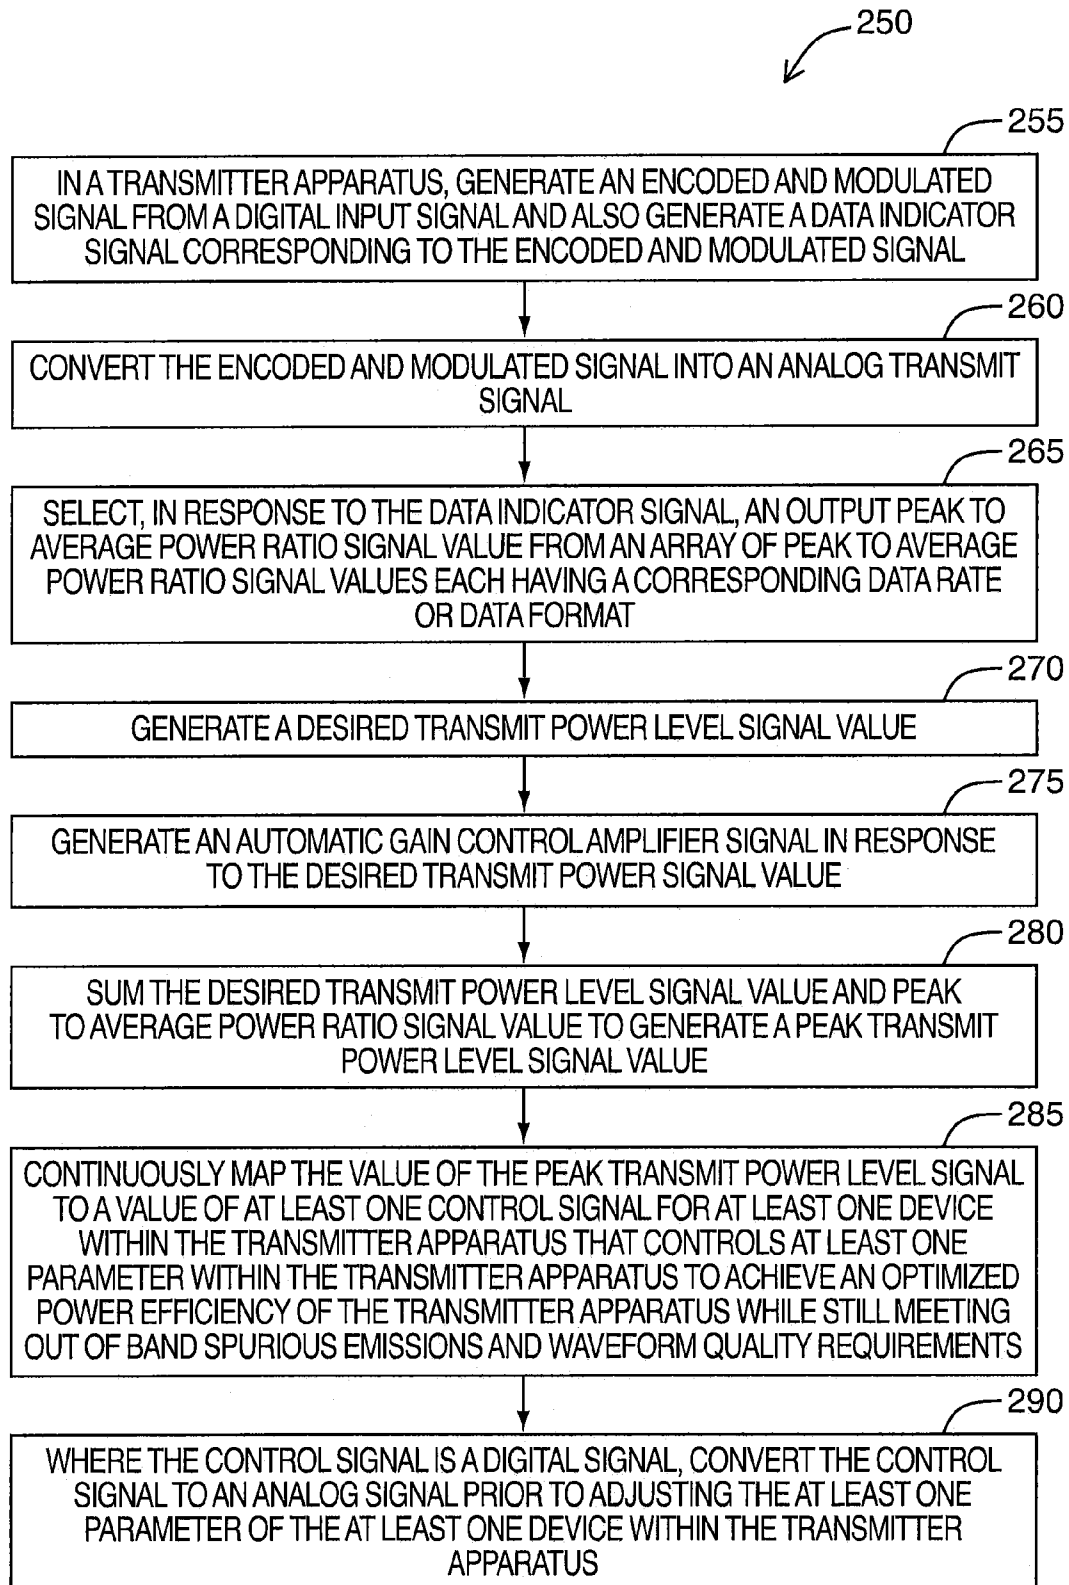 250
255
IN A TRANSMITTER APPARATUS, GENERATE AN ENCODED AND MODULATED
SIGNAL FROM A DIGITAL INPUT SIGNAL AND ALSO GENERATE A DATA INDICATOR
SIGNAL CORRESPONDING TO THE ENCODED AND MODULATED SIGNAL
260
CONVERT THE ENCODED AND MODULATED SIGNAL INTO AN ANALOG TRANSMIT
SIGNAL
265
SELECT, IN RESPONSE TO THE DATA INDICATOR SIGNAL, AN OUTPUT PEAK TO
AVERAGE POWER RATIO SIGNAL VALUE FROM AN ARRAY OF PEAK TO AVERAGE
POWER RATIO SIGNAL VALUES EACH HAVING A CORRESPONDING DATA RATE
OR DATA FORMAT
270
GENERATE A DESIRED TRANSMIT POWER LEVEL SIGNAL VALUE
275
GENERATE AN AUTOMATIC GAIN CONTROL AMPLIFIER SIGNAL IN RESPONSE
TO THE DESIRED TRANSMIT POWER SIGNAL VALUE
280
SUM THE DESIRED TRANSMIT POWER LEVEL SIGNAL VALUE AND PEAK
TO AVERAGE POWER RATIO SIGNAL VALUE TO GENERATE A PEAK TRANSMIT
POWER LEVEL SIGNAL VALUE
285
CONTINUOUSLY MAP THE VALUE OF THE PEAK TRANSMIT POWER LEVEL SIGNAL
TO A VALUE OF AT LEAST ONE CONTROL SIGNAL FOR AT LEAST ONE DEVICE
WITHIN THE TRANSMITTER APPARATUS THAT CONTROLS AT LEAST ONE
PARAMETER WITHIN THE TRANSMITTER APPARATUS TO ACHIEVE AN OPTIMIZED
POWER EFFICIENCY OF THE TRANSMITTER APPARATUS WHILE STILL MEETING
OUT OF BAND SPURIOUS EMISSIONS AND WAVEFORM QUALITY REQUIREMENTS
290
WHERE THE CONTROL SIGNAL IS A DIGITAL SIGNAL, CONVERT THE CONTROL
SIGNAL TO AN ANALOG SIGNAL PRIOR TO ADJUSTING THE AT LEAST ONE
PARAMETER OF THE AT LEAST ONE DEVICE WITHIN THE TRANSMITTER
APPARATUS